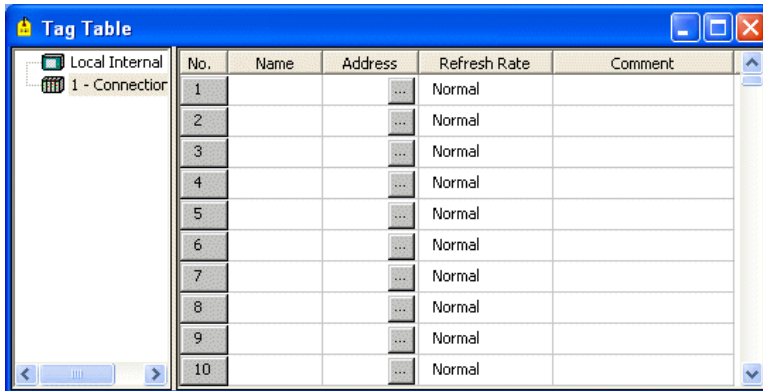 Tag Table
Local Internal
1 - Connection
No. Name Address Refresh Rate Comment
1 ... Normal
2 ... Normal
3 ... Normal
4 ... Normal
5 ... Normal
6 ... Normal
7 ... Normal
8 ... Normal
9 ... Normal
10 ... Normal